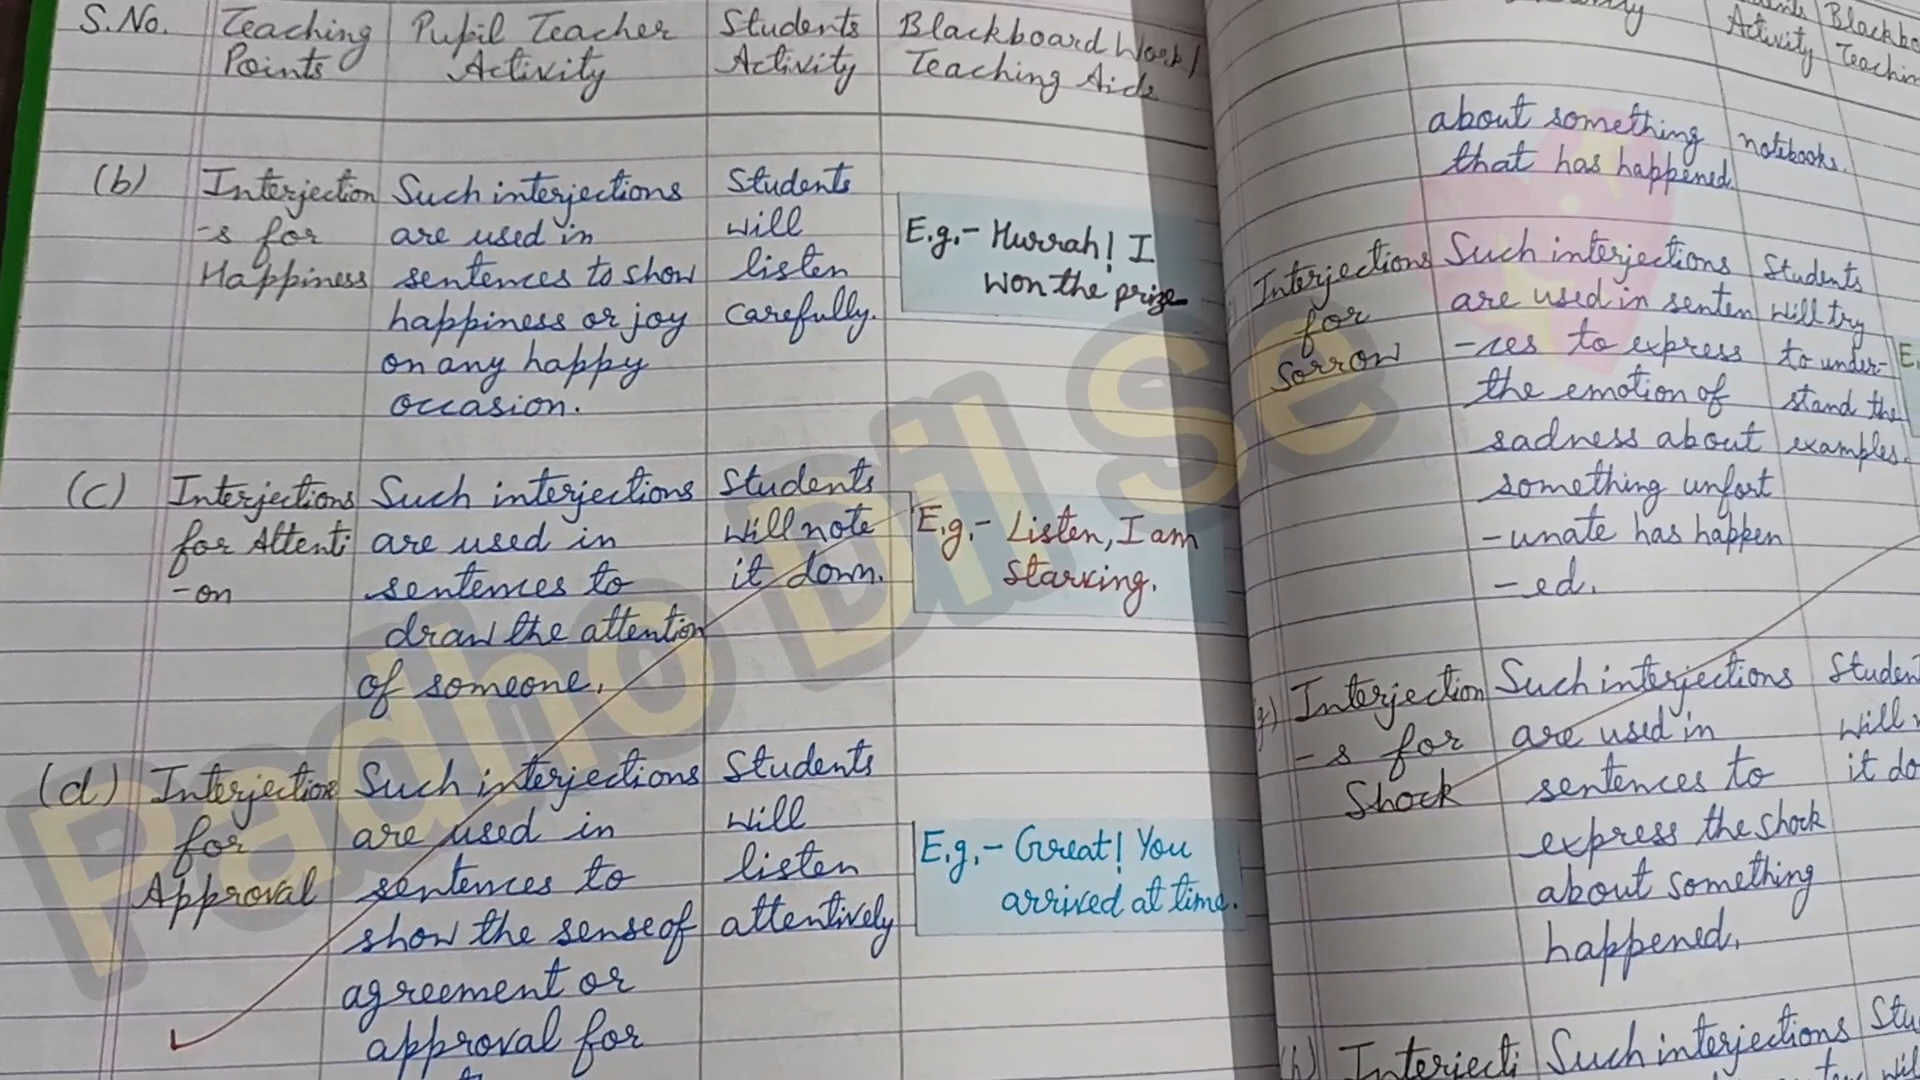 S.No.
Teaching
Points
Pupil Teacher
Activity
Students
Activity
Blackboard Work/
Teaching Aids
(b)
Interjection
-s for
Happiness
Such interjections
are used in
sentences to show
happiness or joy
on any happy
occasion.
Students
will
listen
carefully.
E.g.- Hurrah! I
won the prize
(c)
Interjections
for Attenti
-on
Such interjections
are used in
sentences to
draw the attention
of someone.
Students
will note
it down.
E.g.- Listen, I am
starving.
(d)
Interjections
for
Approval
Such interjections
are used in
sentences to
show the sense of
agreement or
approval for
Students
will
listen
attentively
E.g.- Great! You
arrived at time.
Activity
about something
that has happened.
notebooks.
Interjections
for
Sorrow
Such interjections
are used in senten
-ces to express
the emotion of
sadness about
something unfort
-unate has happen
-ed.
Students
will try
to under-
stand the
examples.
Interjection
-s for
Shock
Such interjections
are used in
sentences to
express the shock
about something
happened.
Interjecti
Such interjections
Padho Dil Se